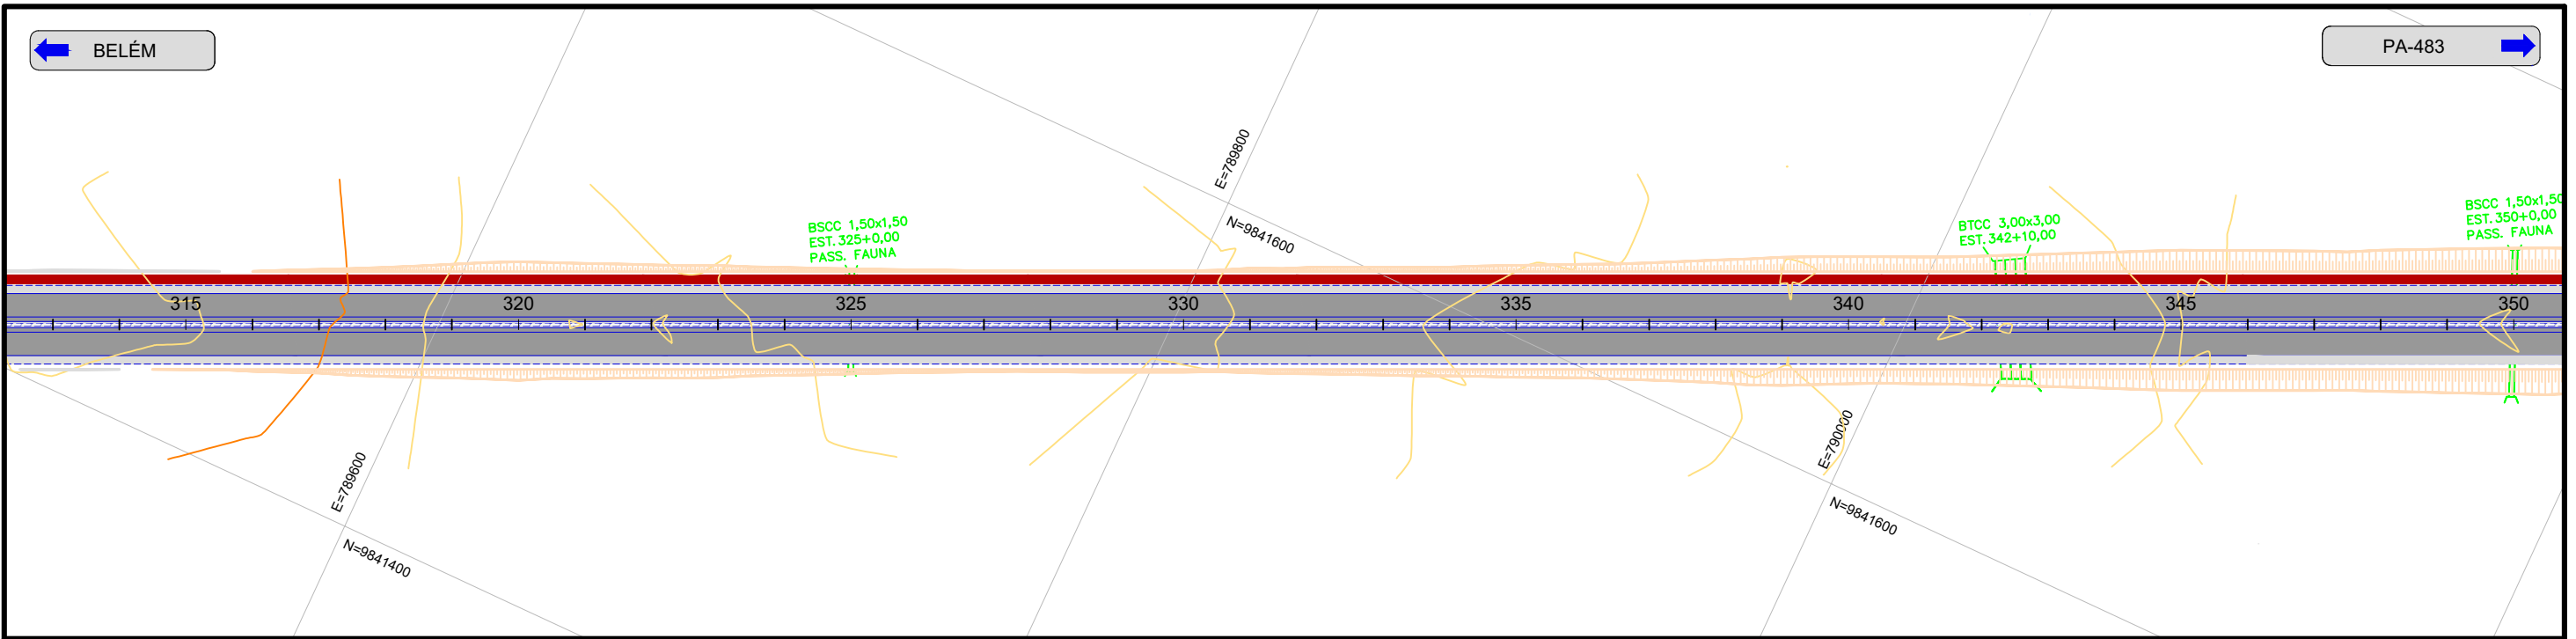 BELÉM
PA-483
E=789800
N=9841600
BSCC 1,50x1,50
EST. 325+0,00
PASS. FAUNA
BTCC 3,00x3,00
EST. 342+10,00
BSCC 1,50x1,50
EST. 350+0,00
PASS. FAUNA
315
320
325
330
335
340
345
350
E=789600
N=9841400
E=790000
N=9841600